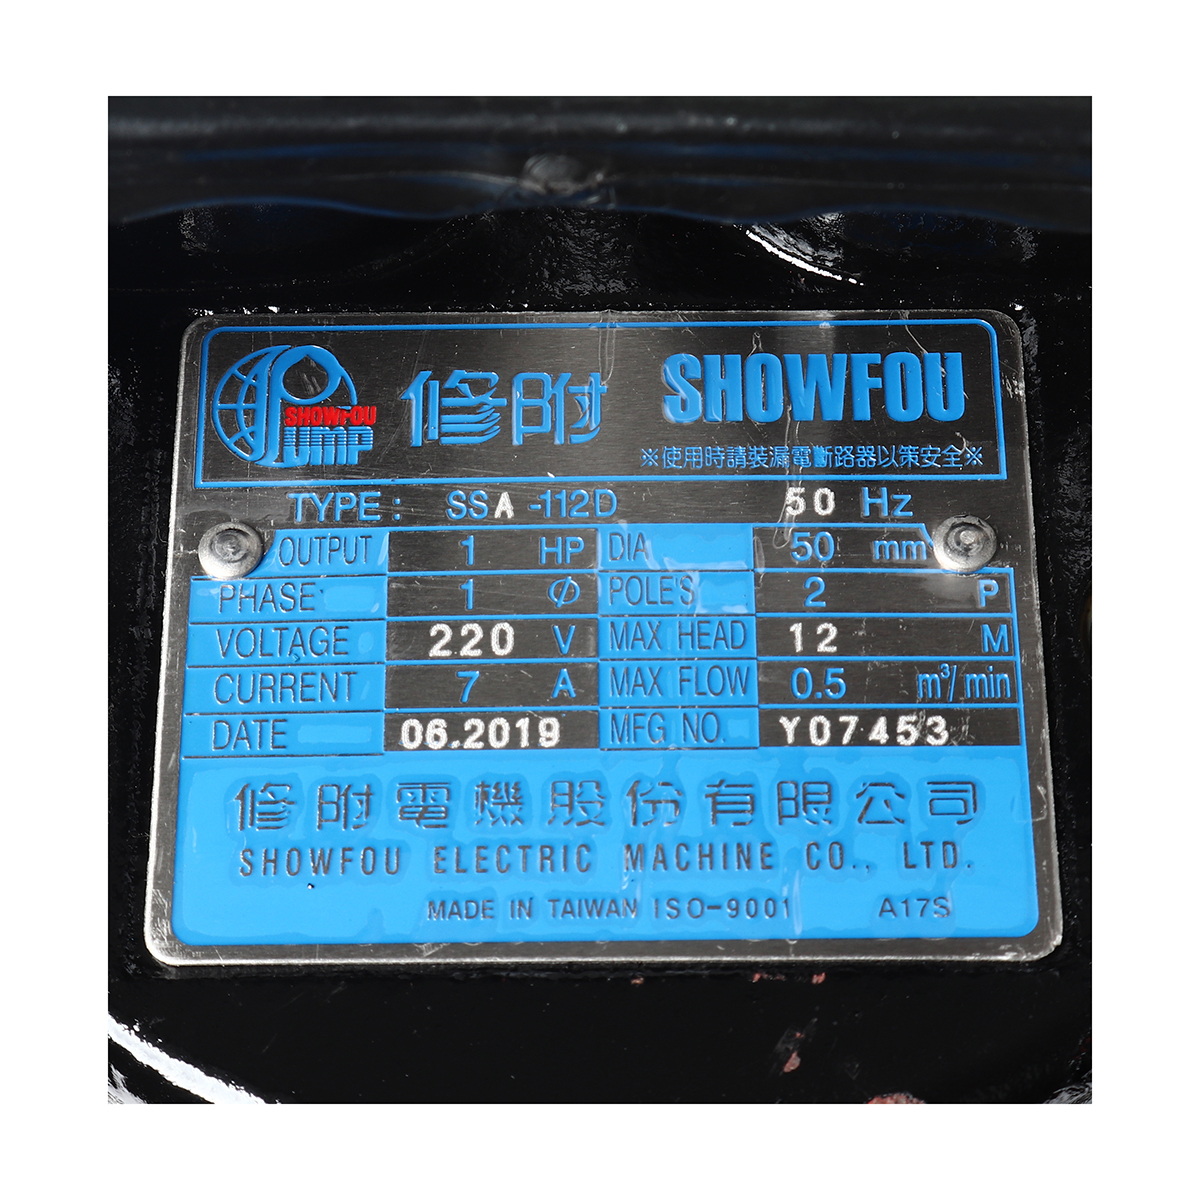 SHOWFOU
PUMP
修附 SHOWFOU
※使用時請裝漏電斷路器以策安全※
TYPE: SSA-112D 50 Hz
OUTPUT 1 HP DIA 50 mm
PHASE 1 Ø POLE'S 2 P
VOLTAGE 220 V MAX HEAD 12 M
CURRENT 7 A MAX FLOW 0.5 m³/min
DATE 06.2019 MFG NO. Y07453
修附電機股份有限公司
SHOWFOU ELECTRIC MACHINE CO., LTD.
MADE IN TAIWAN ISO-9001 A17S